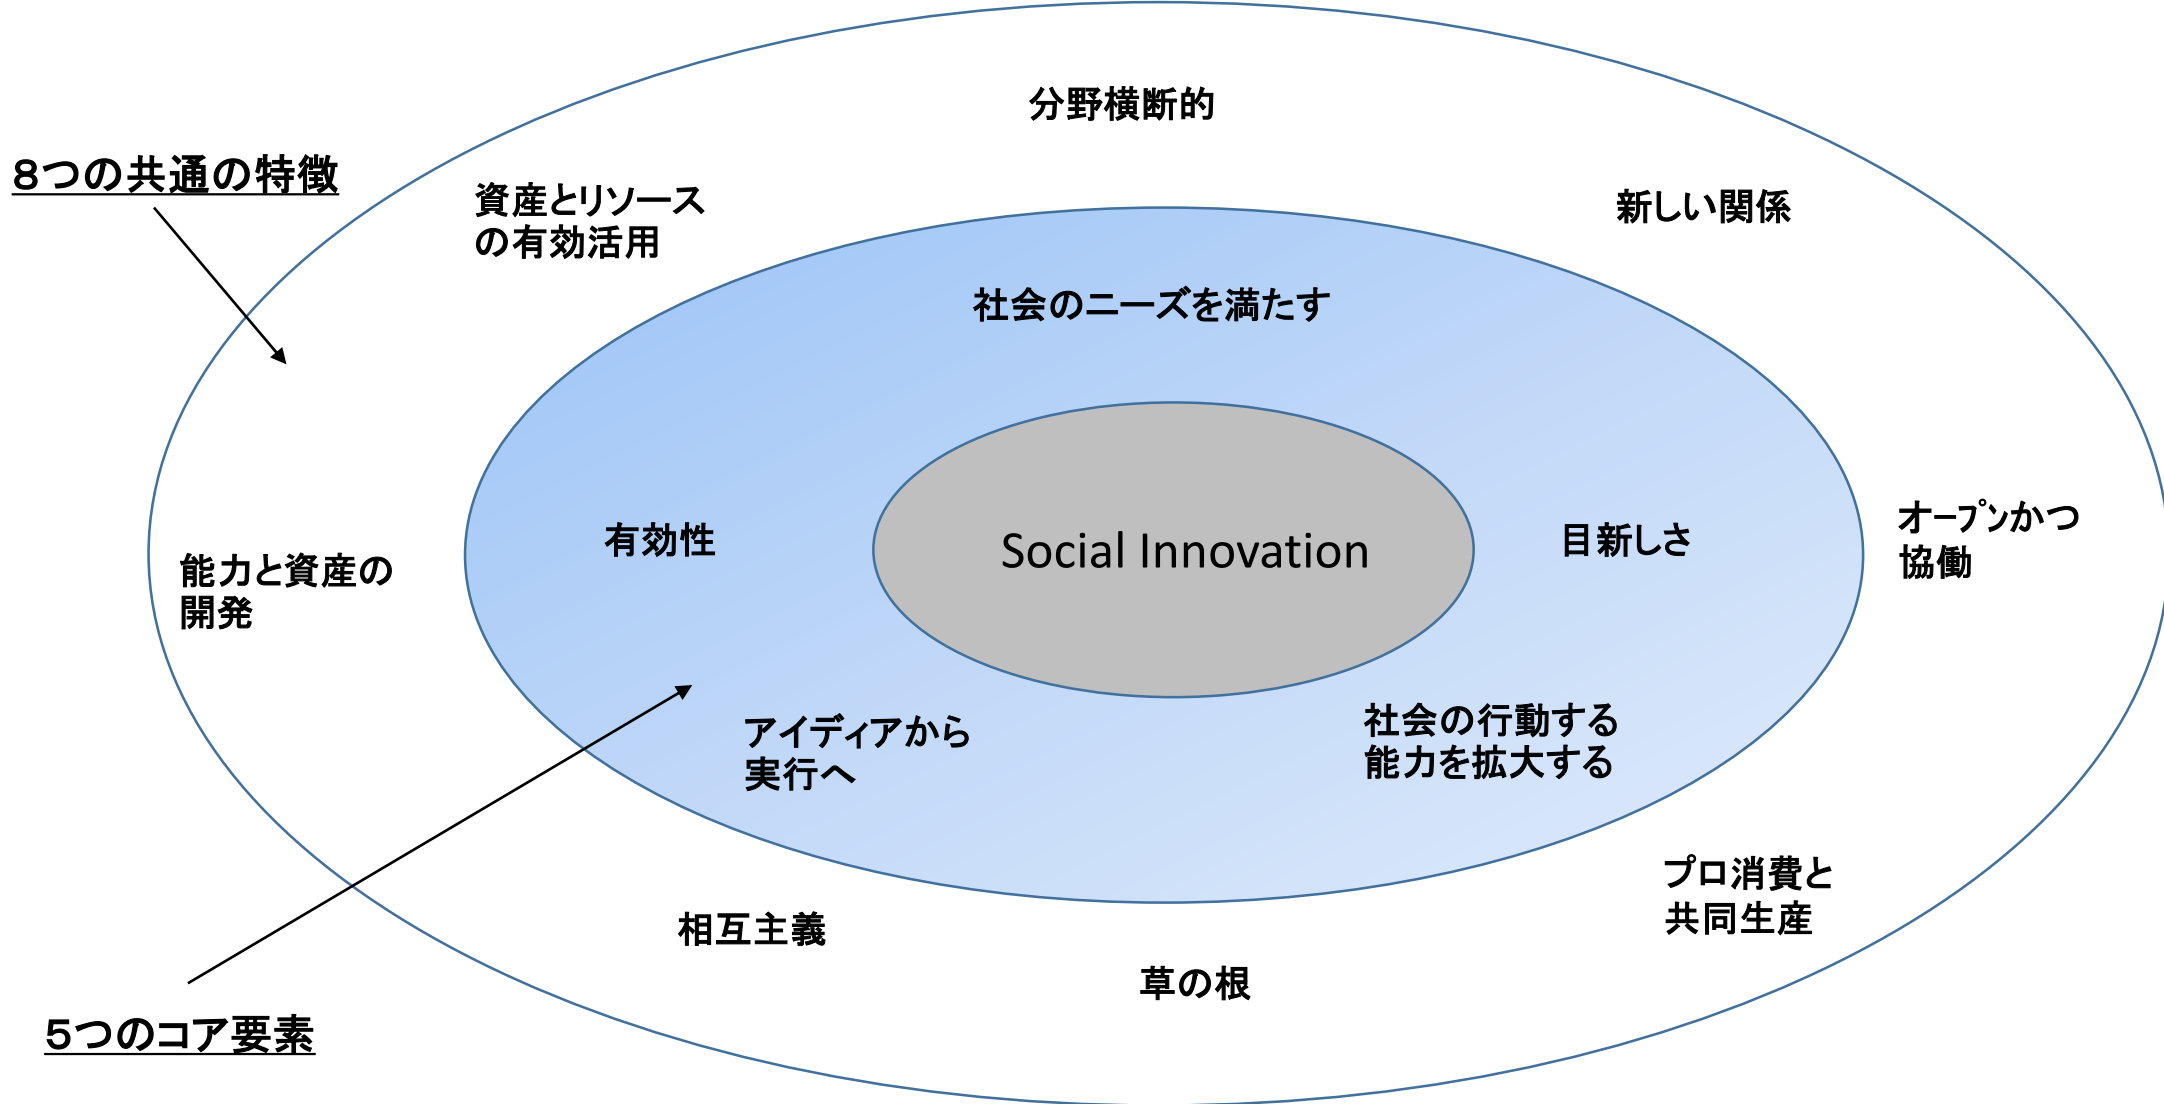 分野横断的
８つの共通の特徴
資産とリソース
の有効活用
新しい関係
社会のニーズを満たす
有効性
Social Innovation
目新しさ
オープンかつ
協働
能力と資産の
開発
アイディアから
実行へ
社会の行動する
能力を拡大する
プロ消費と
共同生産
相互主義
草の根
５つのコア要素